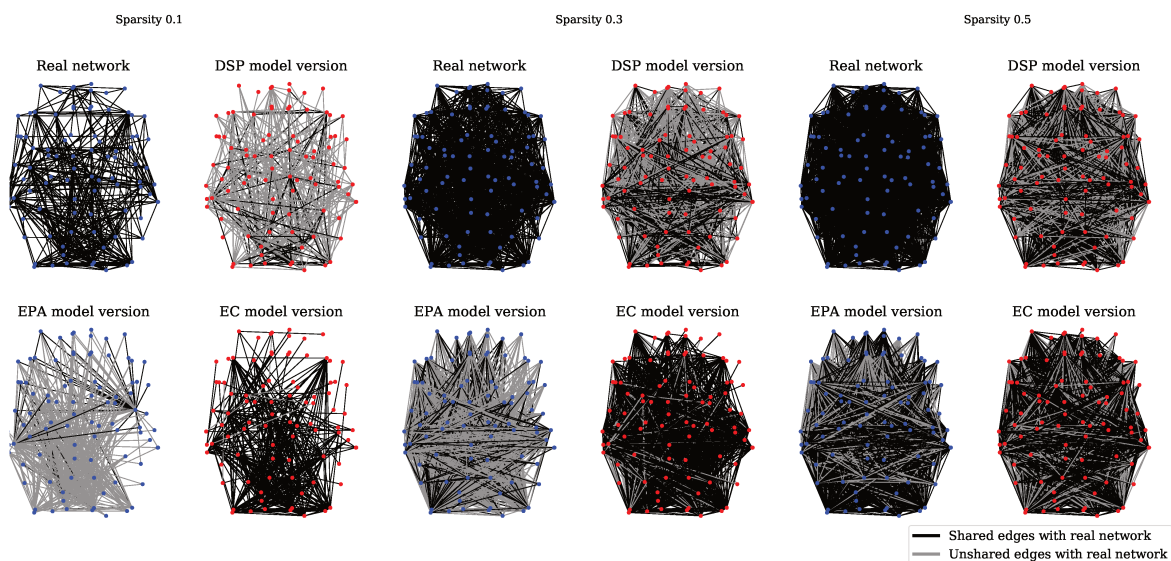 Sparsity 0.1
Sparsity 0.3
Sparsity 0.5
Real network
DSP model version
Real network
DSP model version
Real network
DSP model version
EPA model version
EC model version
EPA model version
EC model version
EPA model version
EC model version
Shared edges with real network
Unshared edges with real network